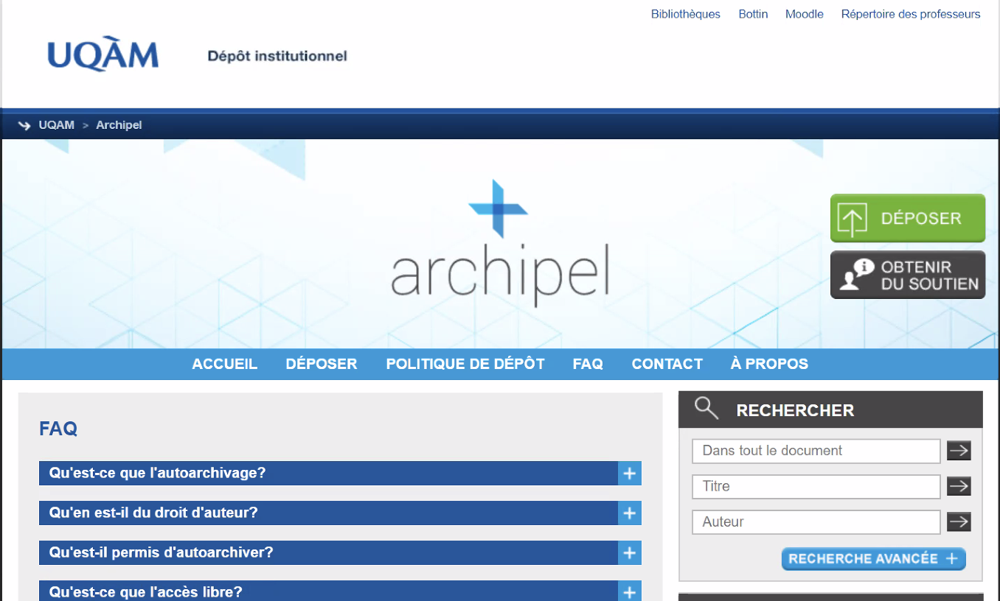 Bibliothèques Bottin Moodle Répertoire des professeurs
UQÀM Dépôt institutionnel
UQAM > Archipel
archipel
DÉPOSER
OBTENIR
DU SOUTIEN
ACCUEIL DÉPOSER POLITIQUE DE DÉPÔT FAQ CONTACT À PROPOS
FAQ
Qu'est-ce que l'autoarchivage?
Qu'en est-il du droit d'auteur?
Qu'est-il permis d'autoarchiver?
Qu'est-ce que l'accès libre?
RECHERCHER
Dans tout le document
Titre
Auteur
RECHERCHE AVANCÉE +